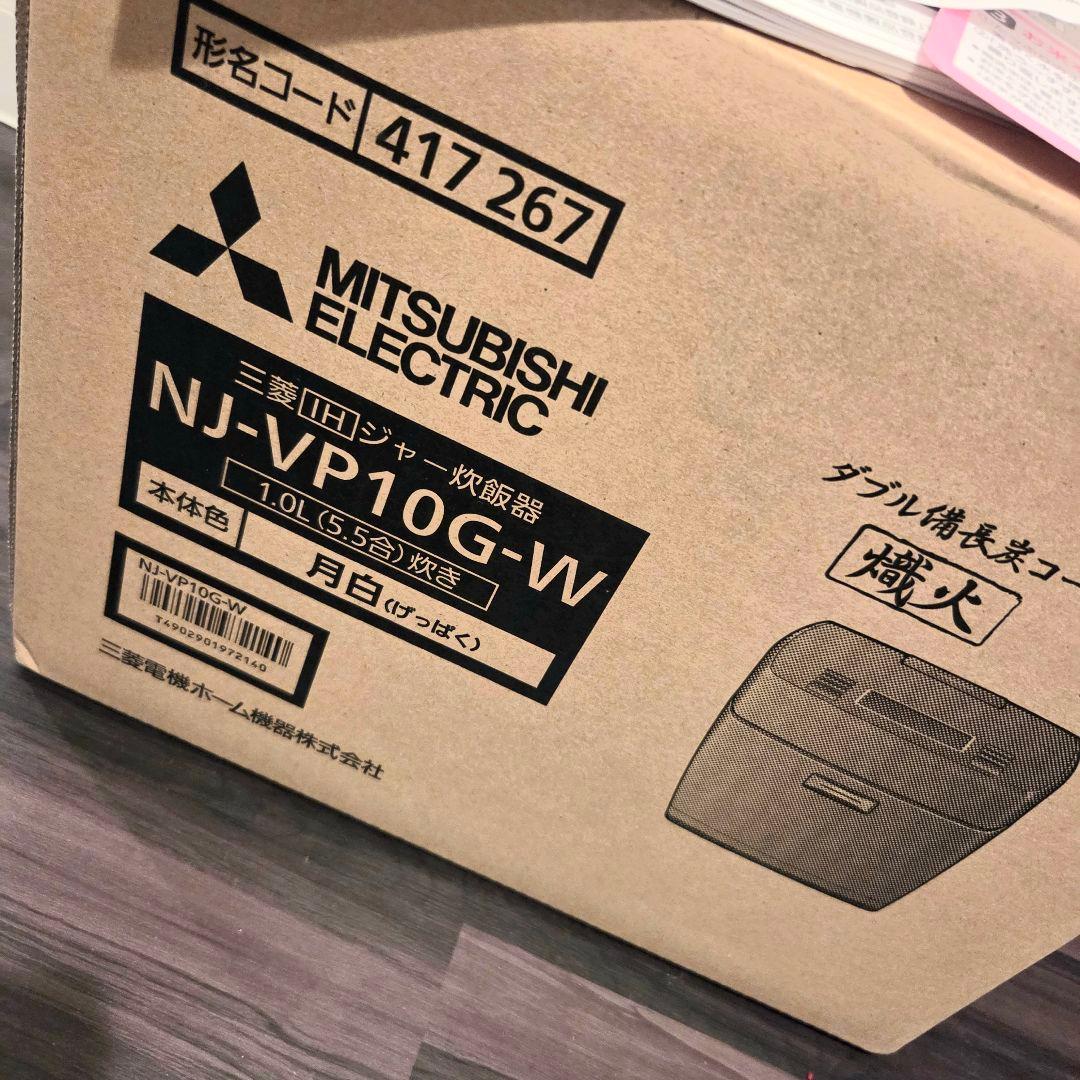 形名コード 417 267
MITSUBISHI
ELECTRIC
三菱IHジャー炊飯器
NJ-VP10G-W
1.0L(5.5合)炊き
本体色 月白(げっぱく)
NJ-VP10G-W
T4902901972140
三菱電機ホーム機器株式会社
ダブル備長炭コー
熾火